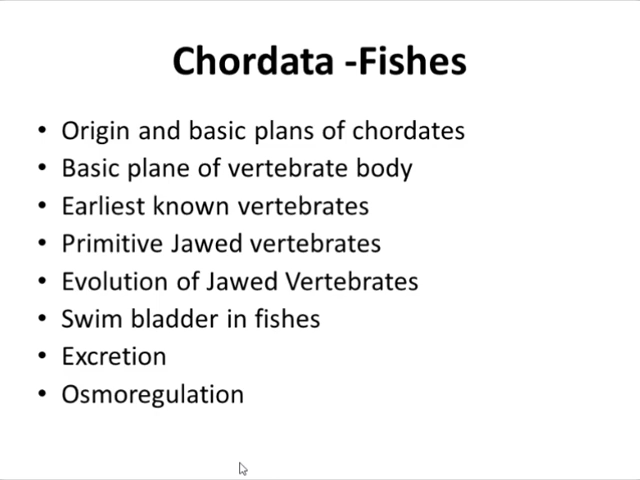 Chordata -Fishes
• Origin and basic plans of chordates
• Basic plane of vertebrate body
• Earliest known vertebrates
• Primitive Jawed vertebrates
• Evolution of Jawed Vertebrates
• Swim bladder in fishes
• Excretion
• Osmoregulation